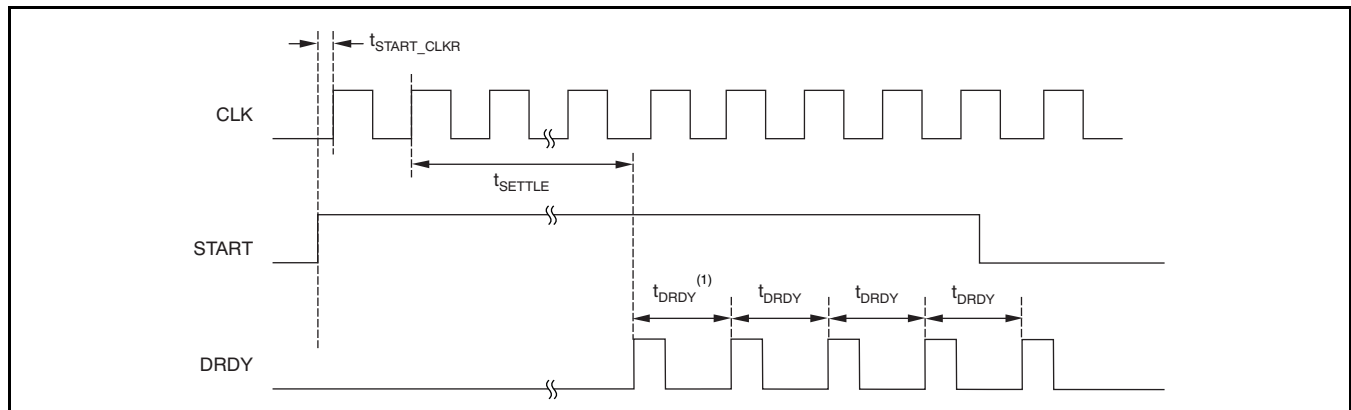 tSTART_CLKR
CLK
tSETTLE
START
tDRDY(1)
tDRDY
tDRDY
tDRDY
DRDY